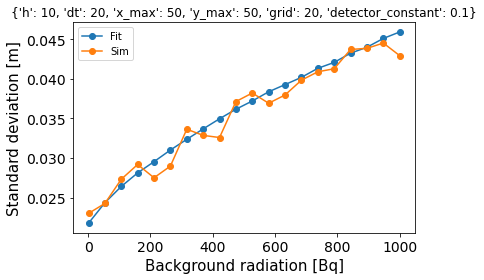 {'h': 10, 'dt': 20, 'x_max': 50, 'y_max': 50, 'grid': 20, 'detector_constant': 0.1}
Fit
Sim
0.045
0.040
0.035
0.030
0.025
Standard deviation [m]
0 200 400 600 800 1000
Background radiation [Bq]